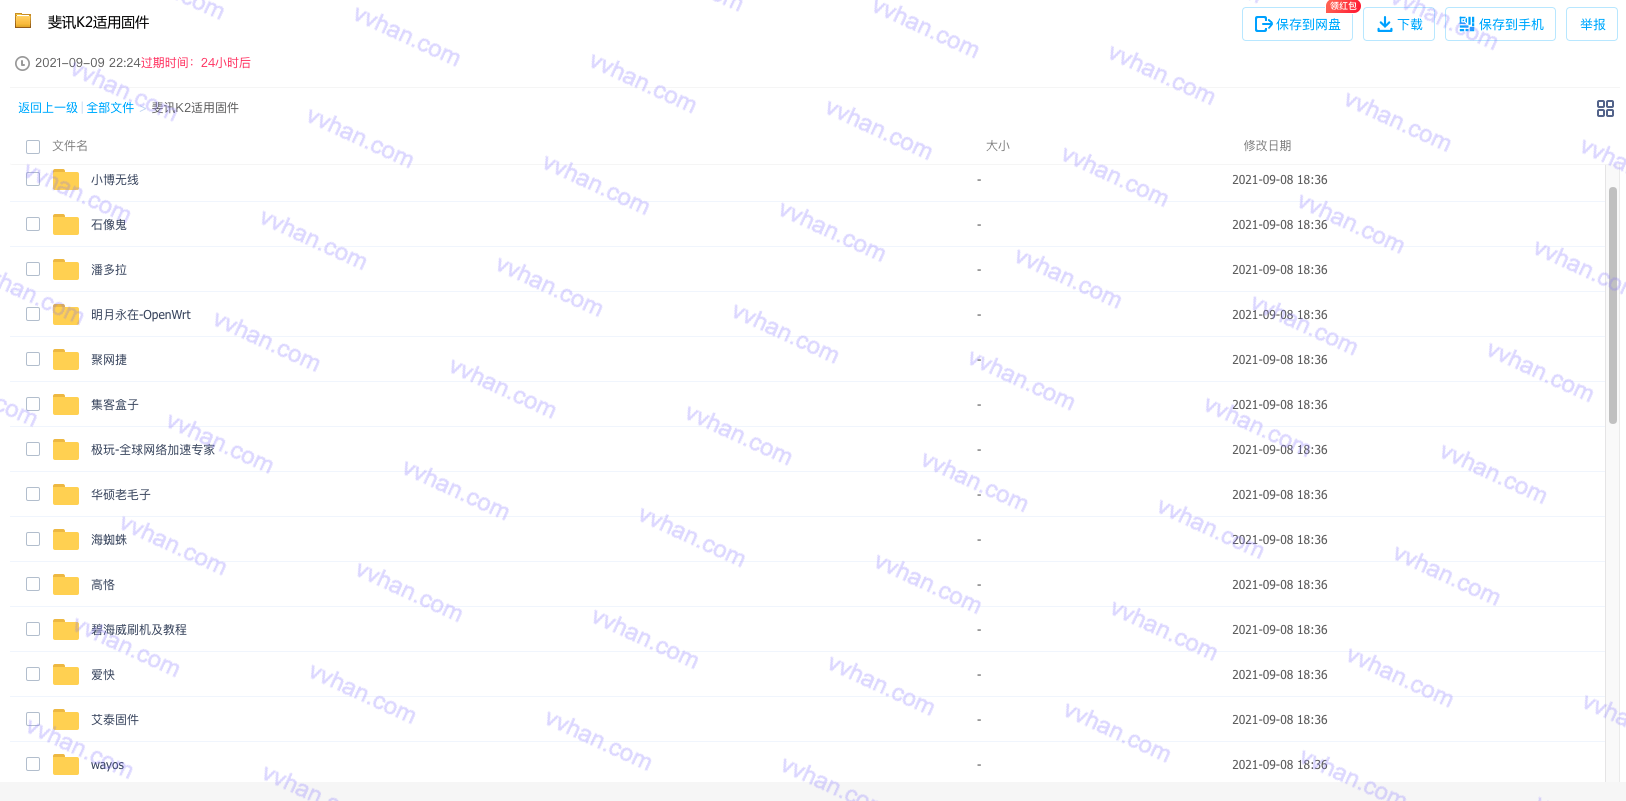 斐讯K2适用固件
领红包
保存到网盘 下载 保存到手机 举报
2021-09-09 22:24过期时间：24小时后
返回上一级 | 全部文件 > 斐讯K2适用固件
文件名 大小 修改日期
小博无线 - 2021-09-08 18:36
石像鬼 - 2021-09-08 18:36
潘多拉 - 2021-09-08 18:36
明月永在-OpenWrt - 2021-09-08 18:36
聚网捷 - 2021-09-08 18:36
集客盒子 - 2021-09-08 18:36
极玩-全球网络加速专家 - 2021-09-08 18:36
华硕老毛子 - 2021-09-08 18:36
海蜘蛛 - 2021-09-08 18:36
高恪 - 2021-09-08 18:36
碧海威刷机及教程 - 2021-09-08 18:36
爱快 - 2021-09-08 18:36
艾泰固件 - 2021-09-08 18:36
wayos - 2021-09-08 18:36
vvhan.com